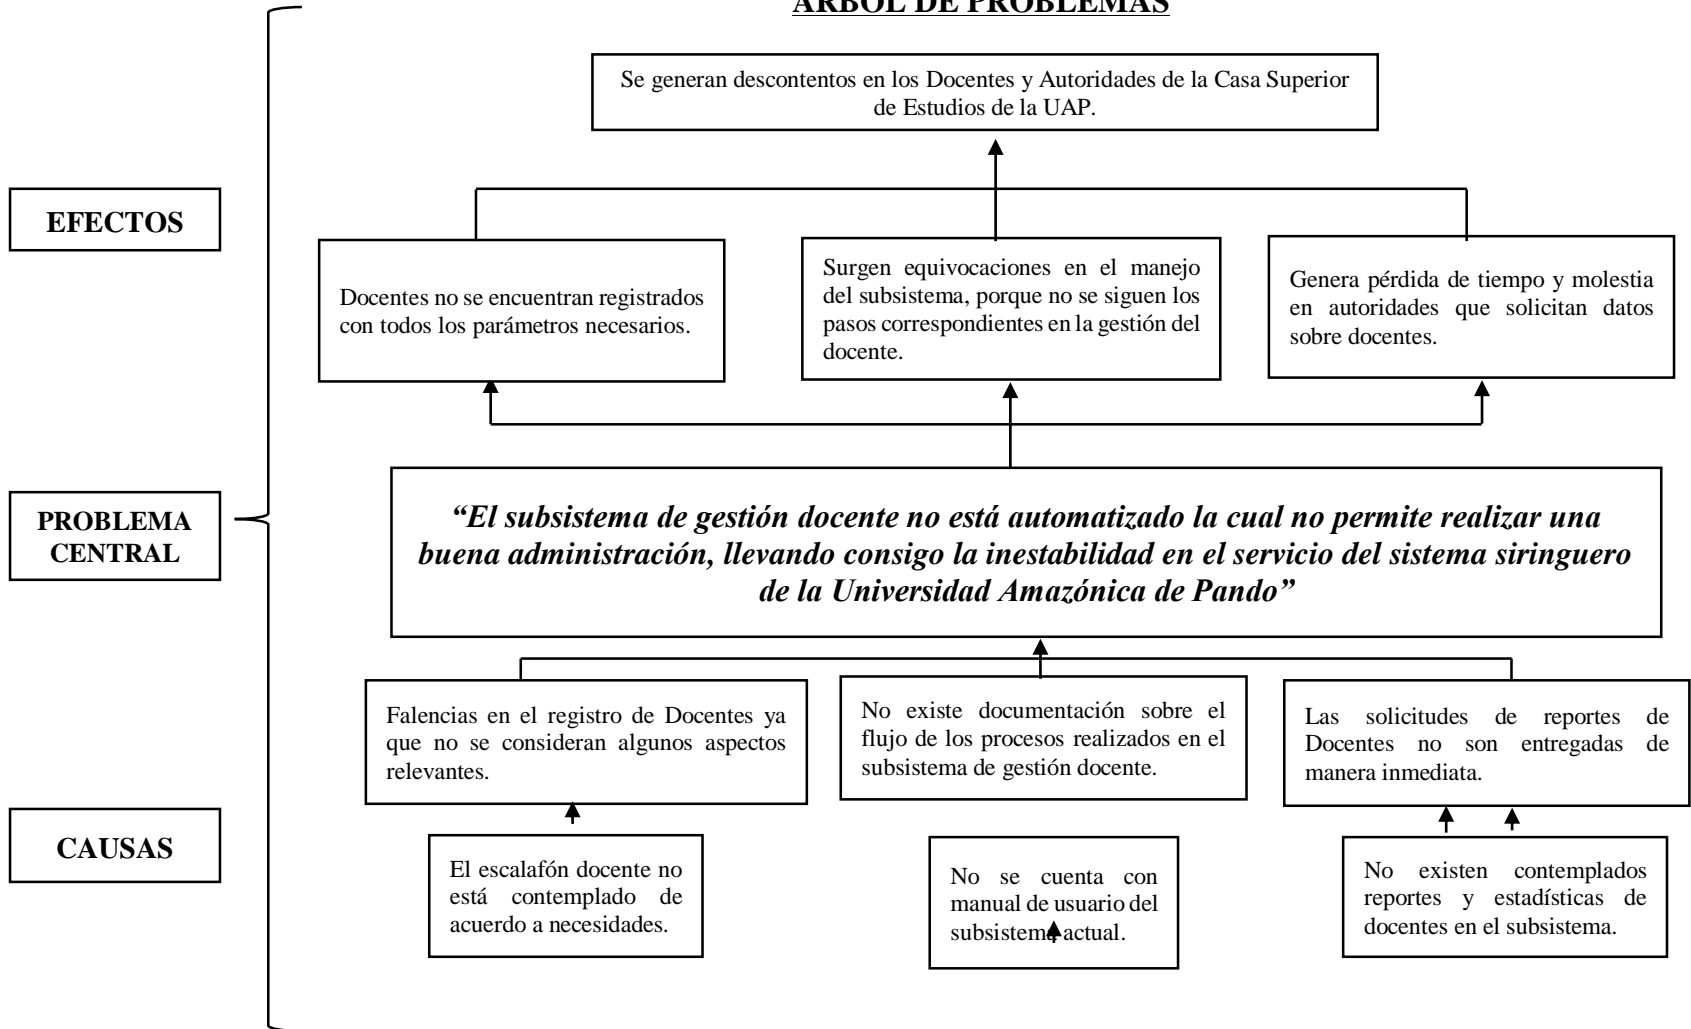 ÁRBOL DE PROBLEMAS
Se generan descontentos en los Docentes y Autoridades de la Casa Superior
de Estudios de la UAP.
EFECTOS
Docentes no se encuentran registrados
con todos los parámetros necesarios.
Surgen equivocaciones en el manejo
del subsistema, porque no se siguen los
pasos correspondientes en la gestión del
docente.
Genera pérdida de tiempo y molestia
en autoridades que solicitan datos
sobre docentes.
PROBLEMA
CENTRAL
“El subsistema de gestión docente no está automatizado la cual no permite realizar una
buena administración, llevando consigo la inestabilidad en el servicio del sistema siringuero
de la Universidad Amazónica de Pando”
Falencias en el registro de Docentes ya
que no se consideran algunos aspectos
relevantes.
No existe documentación sobre el
flujo de los procesos realizados en el
subsistema de gestión docente.
Las solicitudes de reportes de
Docentes no son entregadas de
manera inmediata.
CAUSAS
El escalafón docente no
está contemplado de
acuerdo a necesidades.
No se cuenta con
manual de usuario del
subsistema actual.
No existen contemplados
reportes y estadísticas de
docentes en el subsistema.